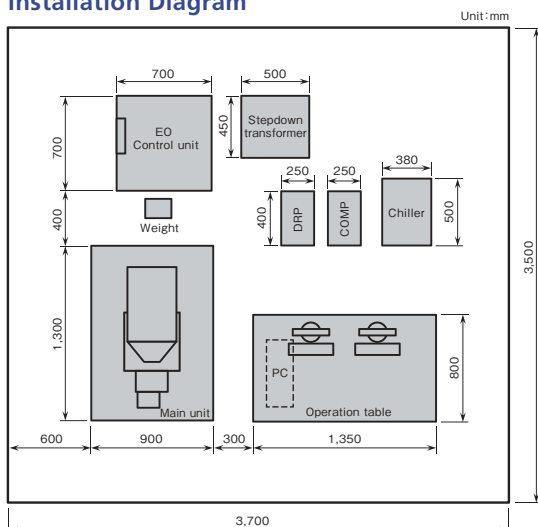 Installation Diagram
Unit:mm
700
500
700
EO
Control unit
450
Stepdown
transformer
250
250
380
400
400
DRP
COMP
Chiller
500
Weight
3,500
1,300
PC
800
Main unit
Operation table
600
900
300
1,350
3,700